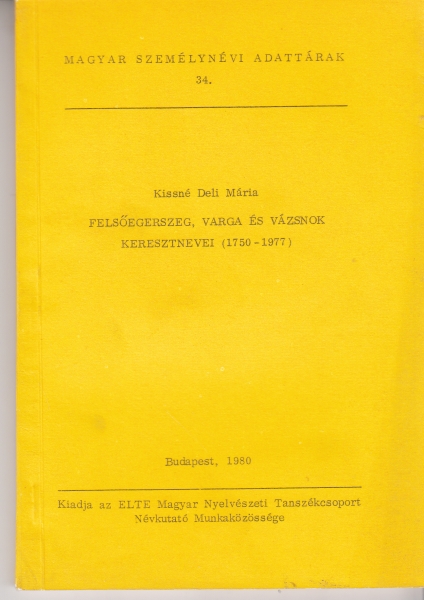 MAGYAR SZEMÉLYNÉVI ADATTÁRAK
34.
Kissné Deli Mária
FELSŐEGERSZEG, VARGA ÉS VÁZSNOK
KERESZTNEVEI (1750-1977)
Budapest, 1980
Kiadja az ELTE Magyar Nyelvészeti Tanszékcsoport
Névkutató Munkaközössége